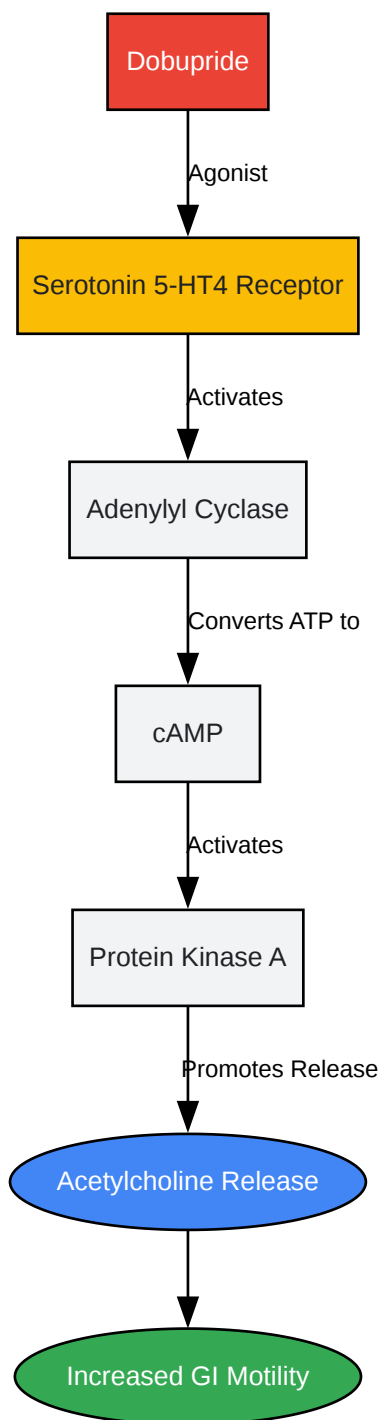 Dobupride
Agonist
Serotonin 5-HT4 Receptor
Activates
Adenylyl Cyclase
Converts ATP to
cAMP
Activates
Protein Kinase A
Promotes Release
Acetylcholine Release
Increased GI Motility